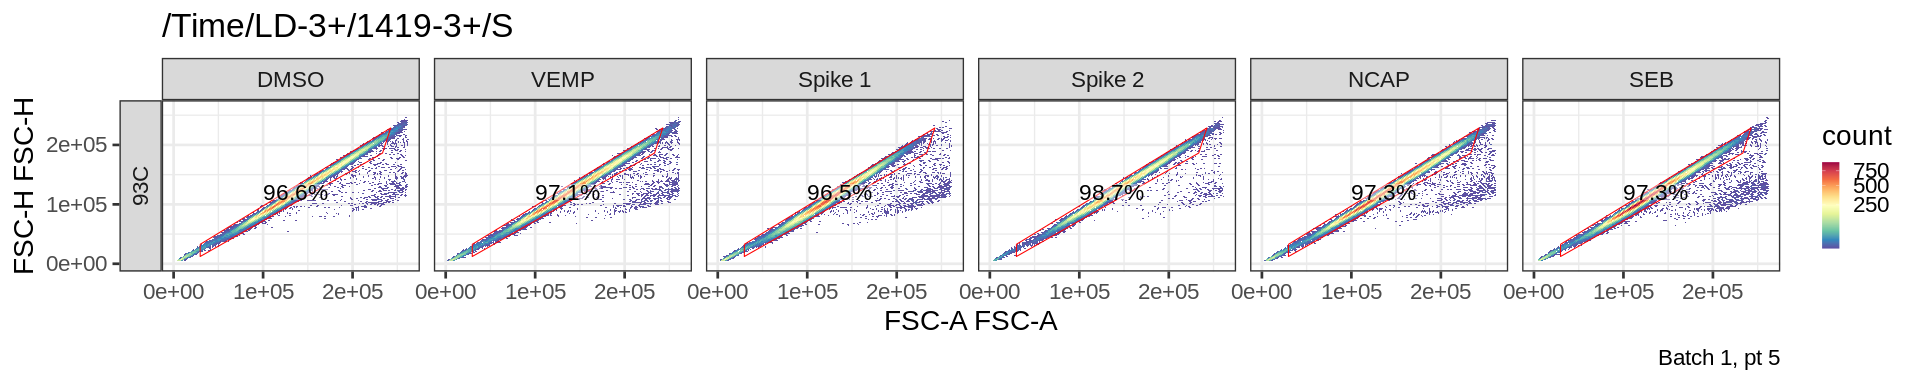 /Time/LD-3+/1419-3+/S
DMSO VEMP Spike 1 Spike 2 NCAP SEB
FSC-H FSC-H
93C
2e+05
1e+05
0e+00
96.6% 97.1% 96.5% 98.7% 97.3% 97.3%
0e+00 1e+05 2e+05 0e+00 1e+05 2e+05 0e+00 1e+05 2e+05 0e+00 1e+05 2e+05 0e+00 1e+05 2e+05 0e+00 1e+05 2e+05
FSC-A FSC-A
count
750
500
250
Batch 1, pt 5